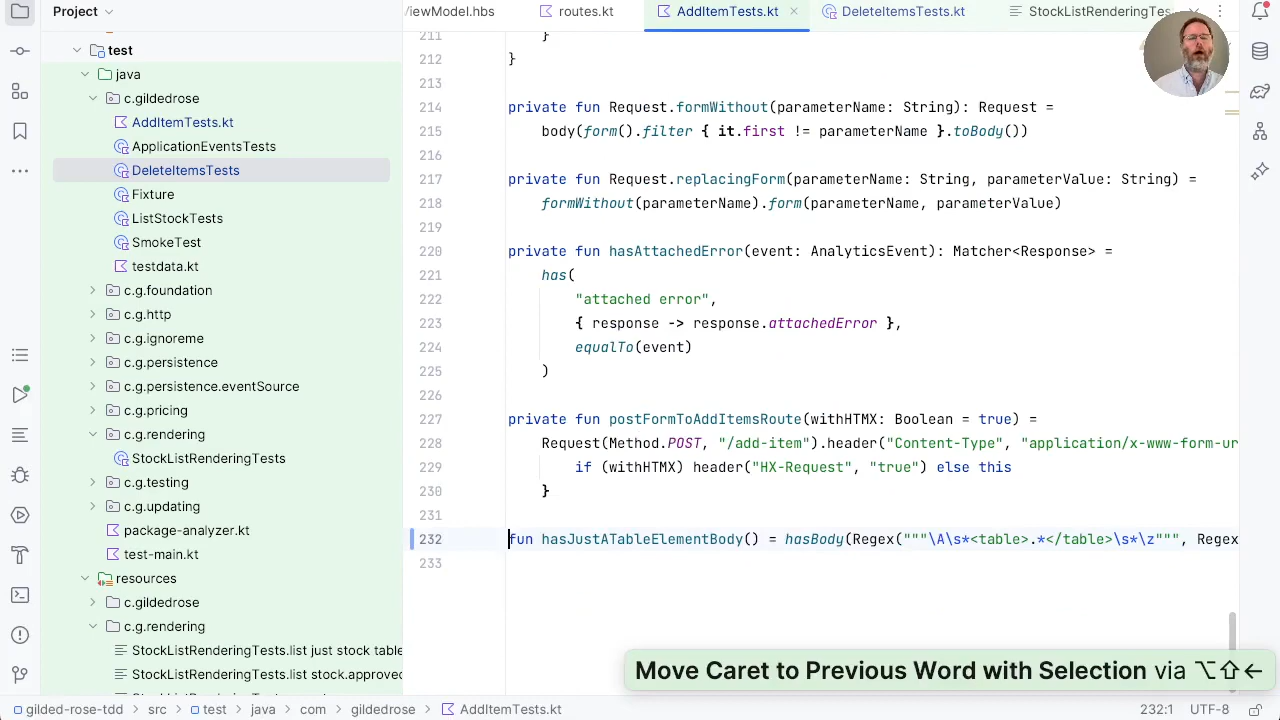 Project
/iewModel.hbs
routes.kt
AddItemTests.kt
DeleteItemsTests.kt
StockListRenderingTes
test
java
c.gildedrose
AddItemTests.kt
ApplicationEventsTests
DeleteItemsTests
Fixture
ListStockTests
SmokeTest
testdata.kt
c.g.foundation
c.g.http
c.g.ignoreme
c.g.persistence
c.g.persistence.eventSource
c.g.pricing
c.g.rendering
StockListRenderingTests
c.g.testing
c.g.updating
package-analyzer.kt
test-main.kt
resources
c.gildedrose
c.g.rendering
StockListRenderingTests.list just stock table
StockListRenderingTests.list stock.approved
211 }
212 }
213
214 private fun Request.formWithout(parameterName: String): Request =
215 body(form().filter { it.first != parameterName }.toBody())
216
217 private fun Request.replacingForm(parameterName: String, parameterValue: String) =
218 formWithout(parameterName).form(parameterName, parameterValue)
219
220 private fun hasAttachedError(event: AnalyticsEvent): Matcher<Response> =
221 has(
222 "attached error",
223 { response -> response.attachedError },
224 equalTo(event)
225 )
226
227 private fun postFormToAddItemsRoute(withHTMX: Boolean = true) =
228 Request(Method.POST, "/add-item").header("Content-Type", "application/x-www-form-ur
229 if (withHTMX) header("HX-Request", "true") else this
230 }
231
232 fun hasJustATableElementBody() = hasBody(Regex("""\A\s*<table>.*</table>\s*\z""", Regex
233
Move Caret to Previous Word with Selection via ⌥⇧←
gilded-rose-tdd > src > test > java > com > gildedrose > AddItemTests.kt
232:1 UTF-8